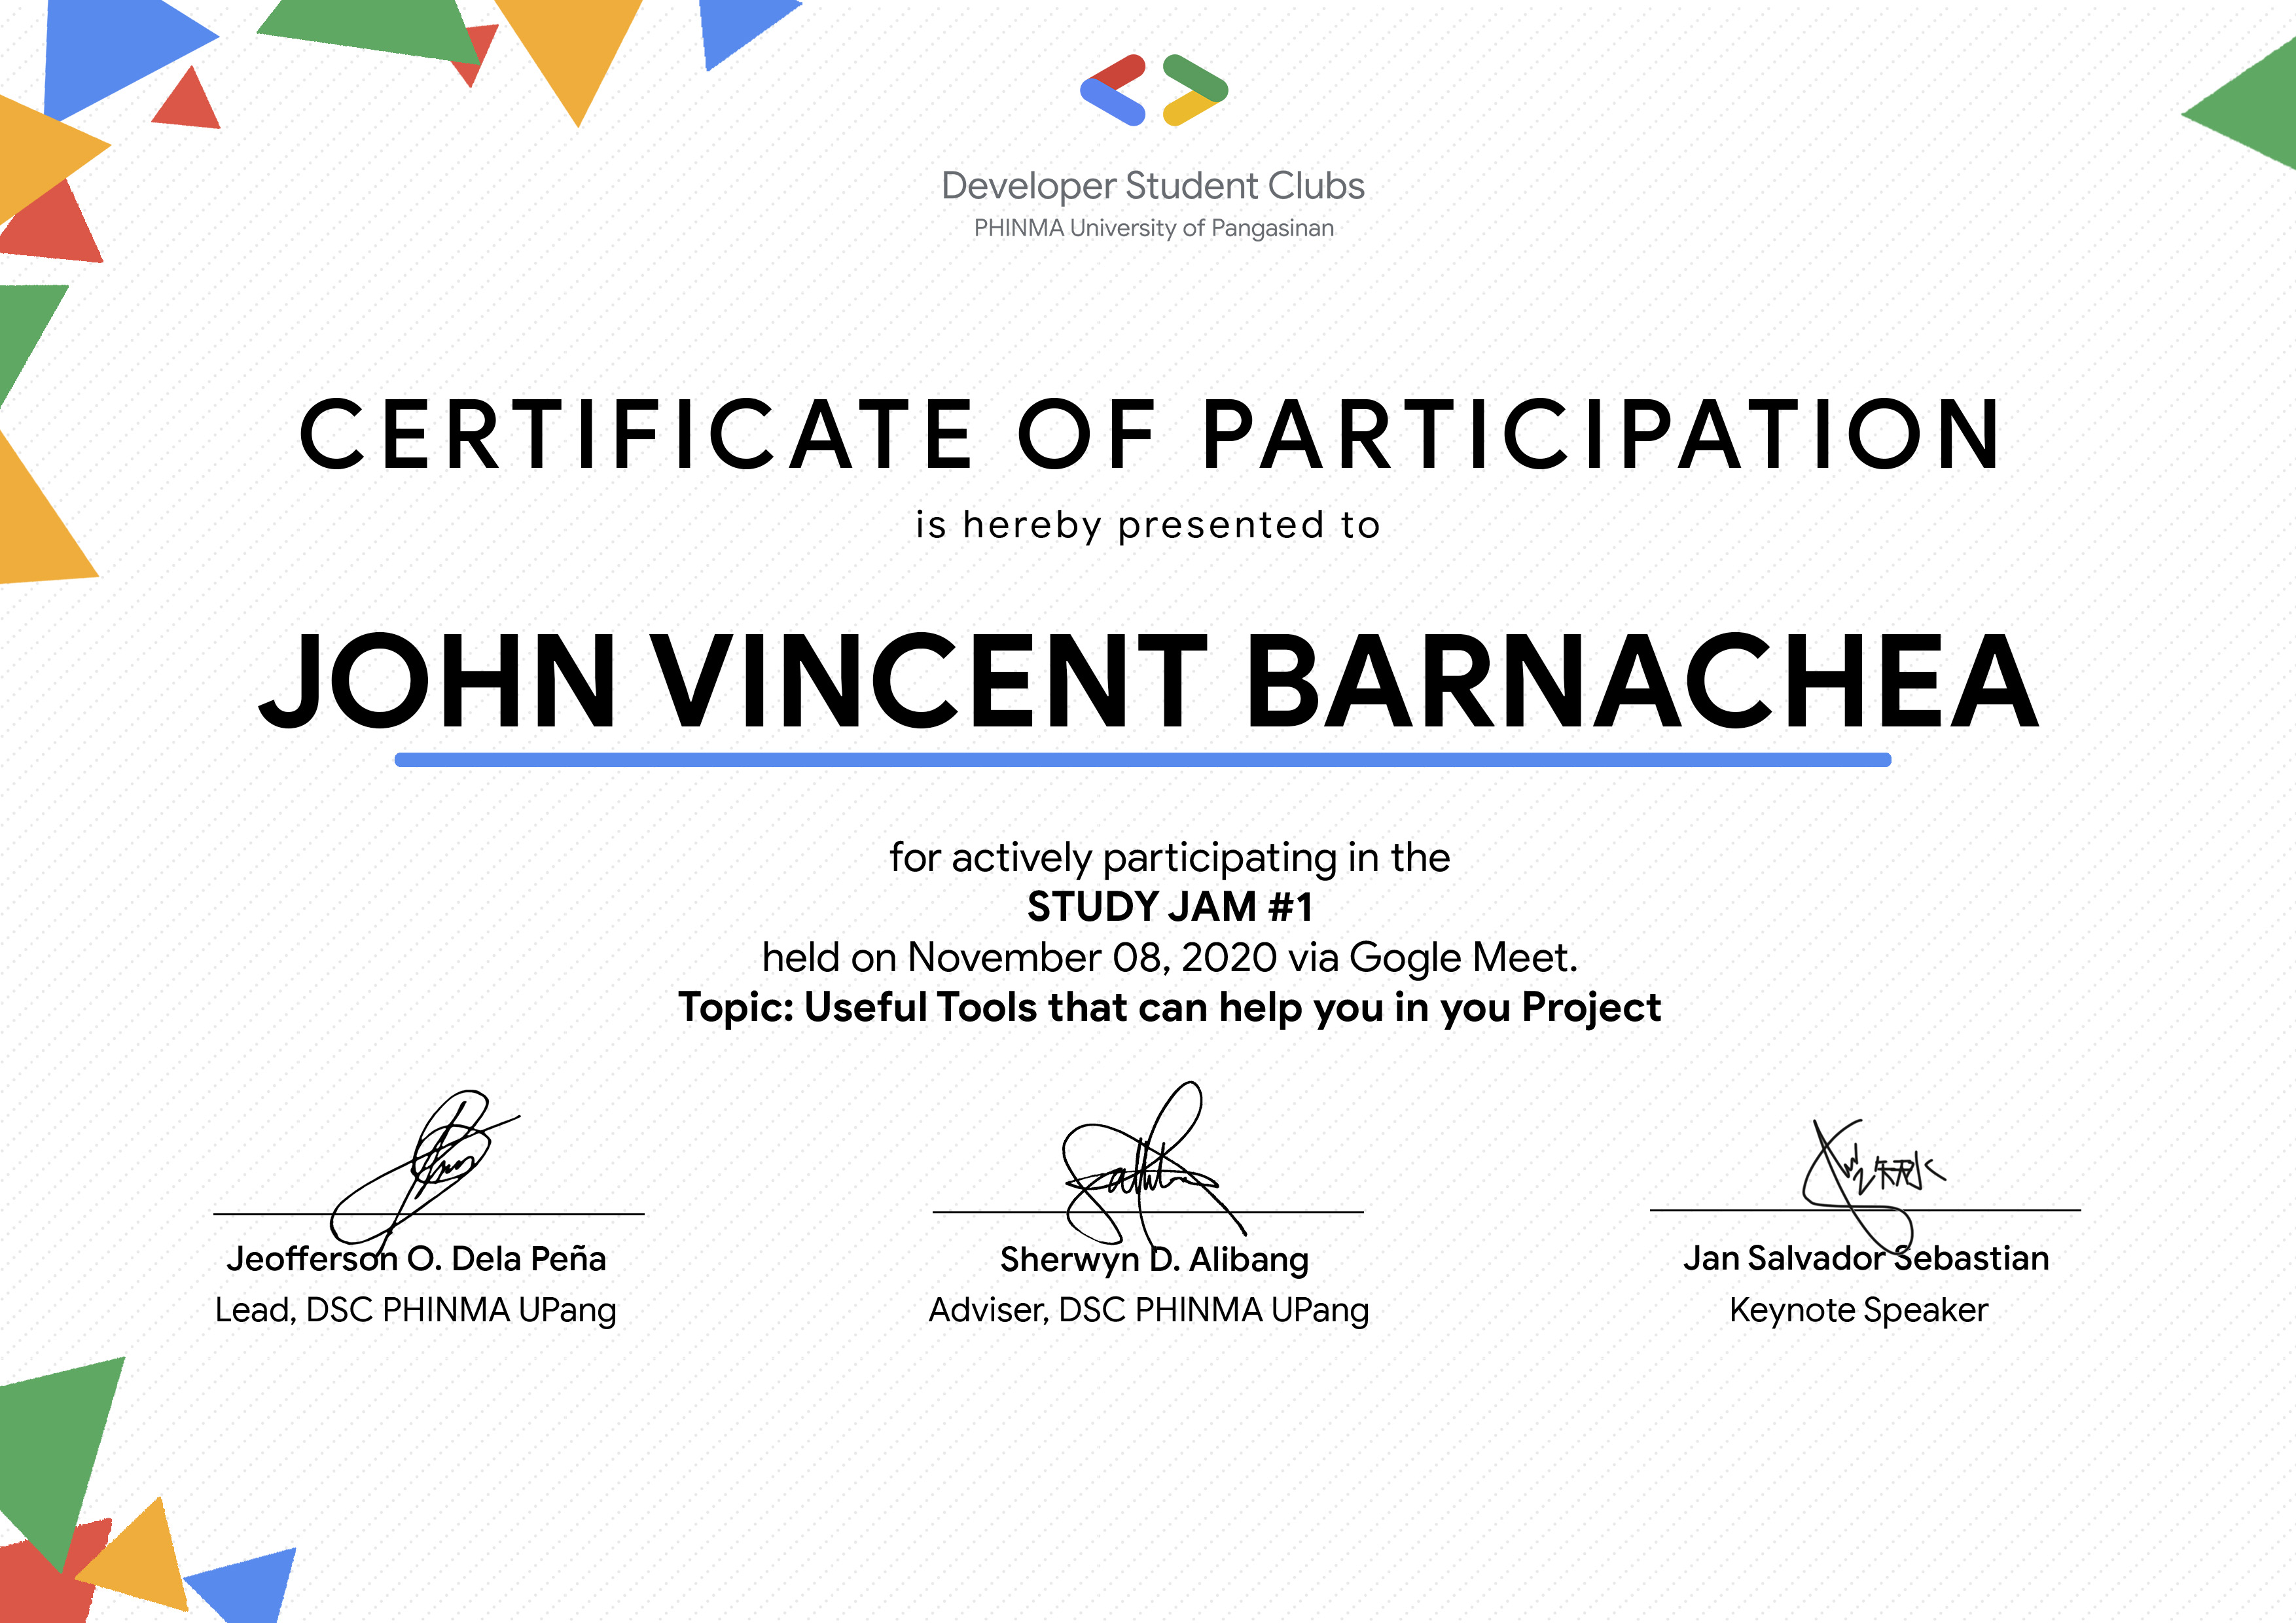 Developer Student Clubs
PHINMA University of Pangasinan
CERTIFICATE OF PARTICIPATION
is hereby presented to
JOHN VINCENT BARNACHEA
for actively participating in the
STUDY JAM #1
held on November 08, 2020 via Gogle Meet.
Topic: Useful Tools that can help you in you Project
Jeofferson O. Dela Peña
Lead, DSC PHINMA UPang
Sherwyn D. Alibang
Adviser, DSC PHINMA UPang
Jan Salvador Sebastian
Keynote Speaker